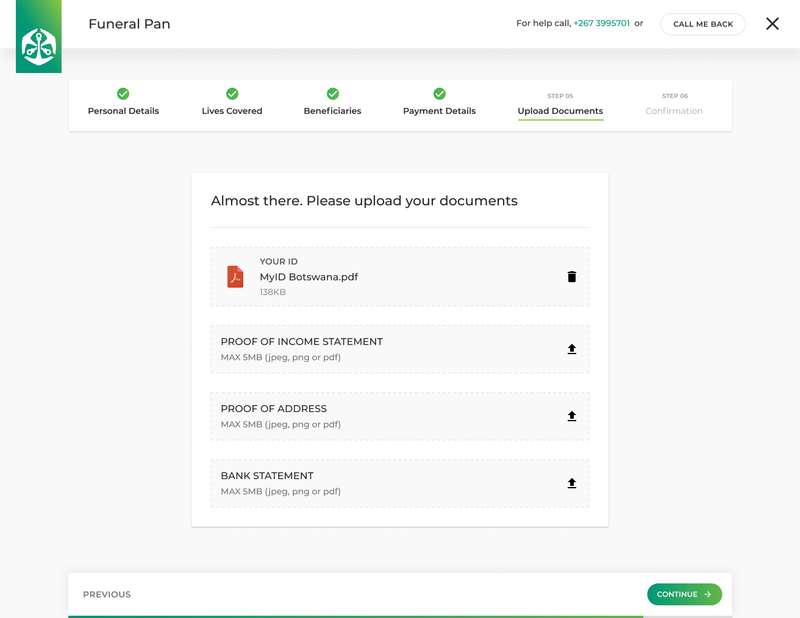 Funeral Pan
For help call, +267 3995701 or
CALL ME BACK
Personal Details
Lives Covered
Beneficiaries
Payment Details
STEP 05
Upload Documents
STEP 06
Confirmation
Almost there. Please upload your documents
YOUR ID
MyID Botswana.pdf
138KB
PROOF OF INCOME STATEMENT
MAX 5MB (jpeg, png or pdf)
PROOF OF ADDRESS
MAX 5MB (jpeg, png or pdf)
BANK STATEMENT
MAX 5MB (jpeg, png or pdf)
PREVIOUS
CONTINUE